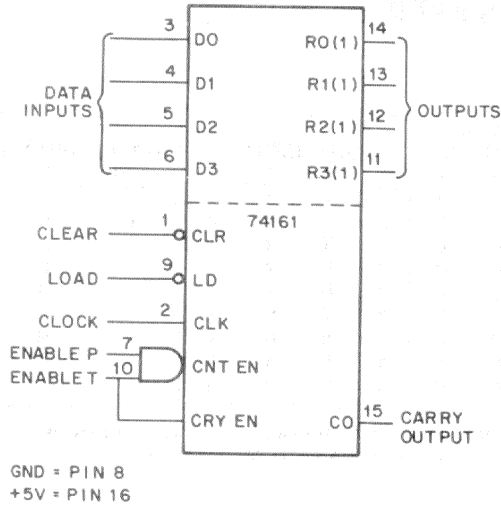 3 D0 R0(1) 14
4 D1 R1(1) 13
DATA INPUTS
OUTPUTS
5 D2 R2(1) 12
6 D3 R3(1) 11
74161
CLEAR 1 CLR
LOAD 9 LD
CLOCK 2 CLK
ENABLE P 7
CNT EN
ENABLE T 10
CRY EN CO 15 CARRY OUTPUT
GND = PIN 8
+5V = PIN 16